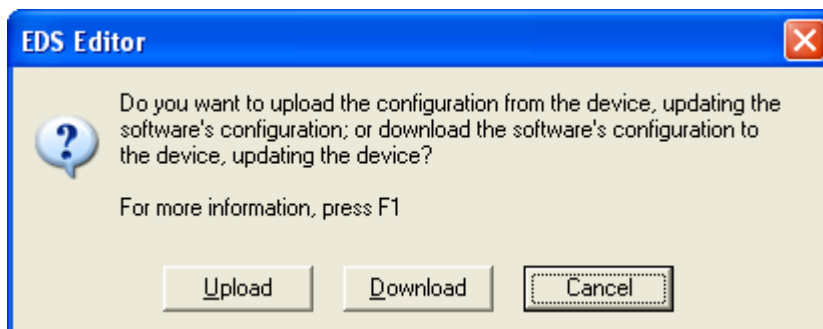 EDS Editor
Do you want to upload the configuration from the device, updating the
software's configuration; or download the software's configuration to
the device, updating the device?
For more information, press F1
Upload Download Cancel